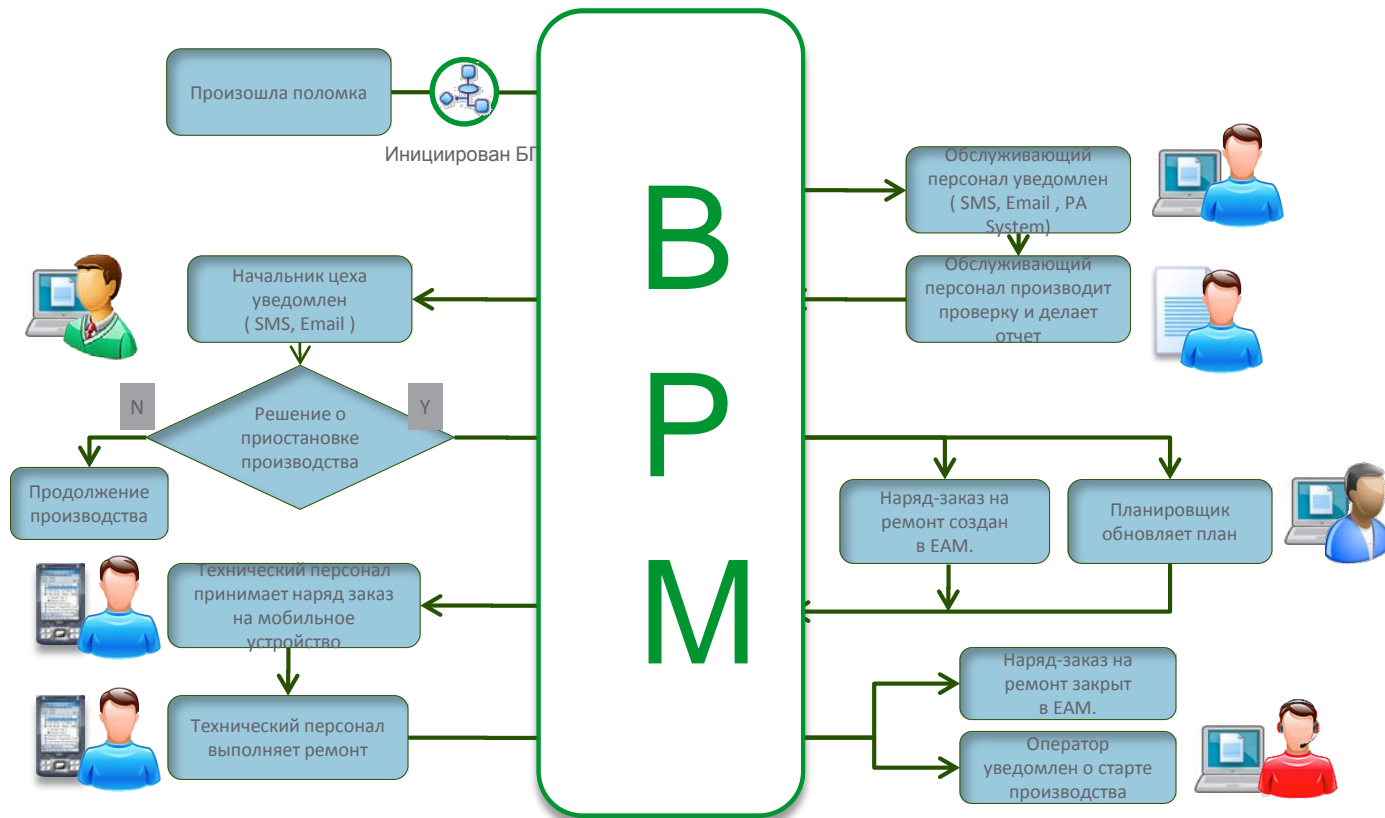 Произошла поломка
Инициирован БП
B
P
M
Обслуживающий
персонал уведомлен
( SMS, Email , PA
System)
Обслуживающий
персонал производит
проверку и делает
отчет
Начальник цеха
уведомлен
( SMS, Email )
N
Y
Решение о
приостановке
производства
Продолжение
производства
Наряд-заказ на
ремонт создан
в EAM.
Планировщик
обновляет план
Технический персонал
принимает наряд заказ
на мобильное
устройство
Технический персонал
выполняет ремонт
Наряд-заказ на
ремонт закрыт
в EAM.
Оператор
уведомлен о старте
производства